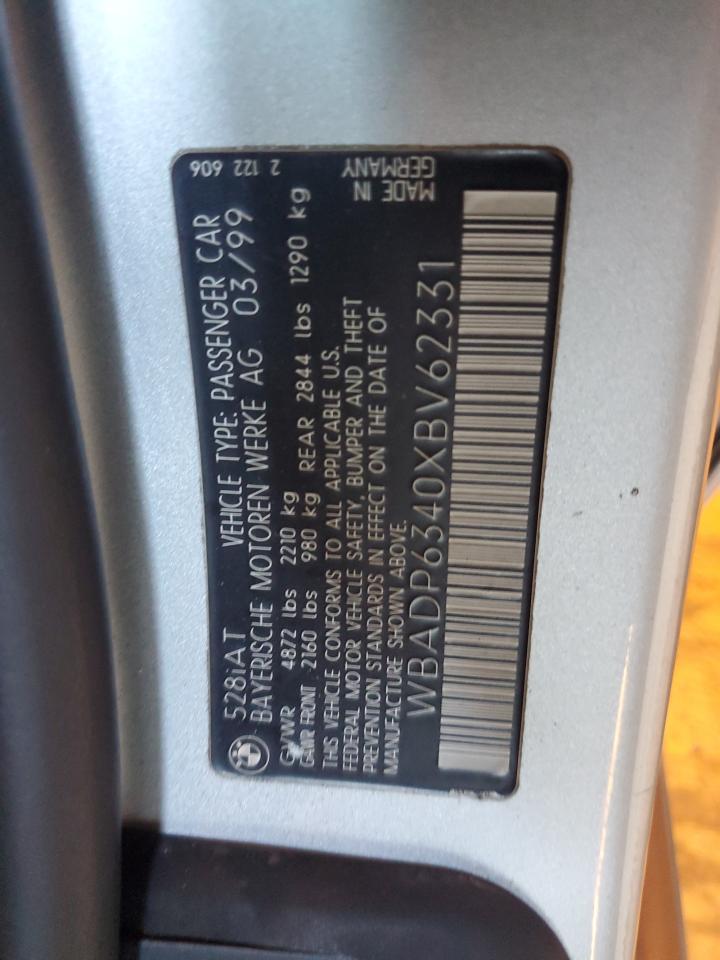 528iAT VEHICLE TYPE: PASSENGER CAR
BAYERISCHE MOTOREN WERKE AG 03/99
GVWR 4872 lbs 2210 kg
GAWR FRONT 2160 lbs 980 kg REAR 2844 lbs 1290 kg
THIS VEHICLE CONFORMS TO ALL APPLICABLE U.S.
FEDERAL MOTOR VEHICLE SAFETY, BUMPER AND THEFT
PREVENTION STANDARDS IN EFFECT ON THE DATE OF
MANUFACTURE SHOWN ABOVE.
WBADP6340XBV62331
2 122 606
MADE IN
GERMANY